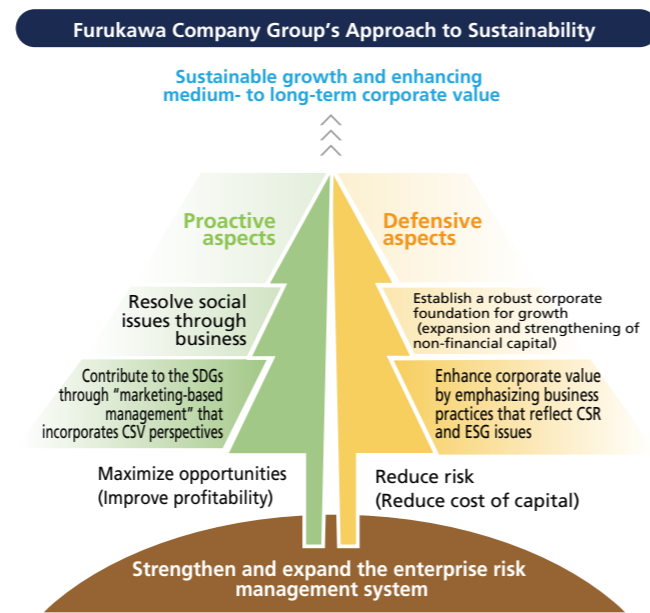 Furukawa Company Group's Approach to Sustainability
Sustainable growth and enhancing
medium- to long-term corporate value
Proactive
aspects
Defensive
aspects
Resolve social
issues through
business
Establish a robust corporate
foundation for growth
(expansion and strengthening of
non-financial capital)
Contribute to the SDGs
through “marketing-based
management” that
incorporates CSV perspectives
Enhance corporate value
by emphasizing business
practices that reflect CSR
and ESG issues
Maximize opportunities
(Improve profitability)
Reduce risk
(Reduce cost of capital)
Strengthen and expand the enterprise risk
management system